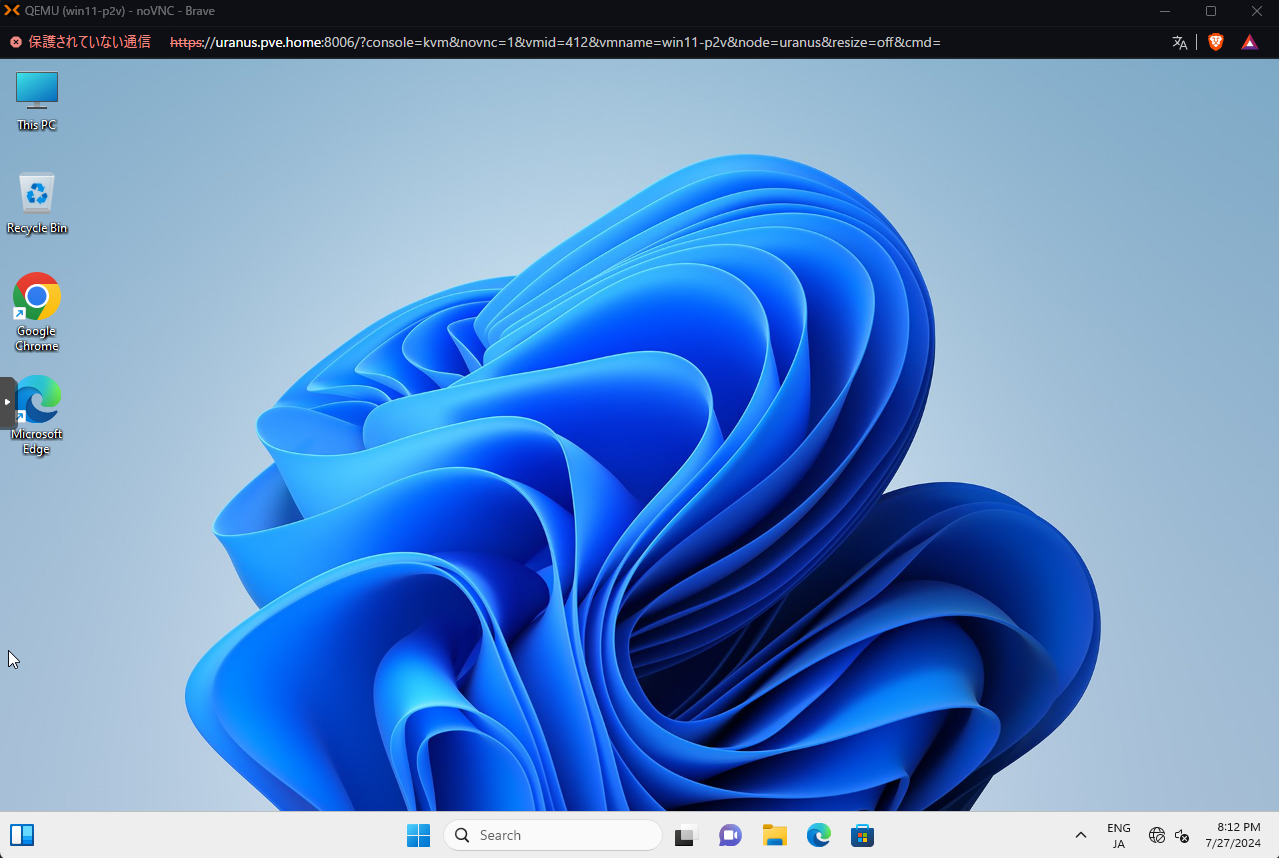 QEMU (win11-p2v) - noVNC - Brave
保護されていない通信 https://uranus.pve.home:8006/?console=kvm&novnc=1&vmid=412&vmname=win11-p2v&node=uranus&resize=off&cmd=
This PC
Recycle Bin
Google
Chrome
Microsoft
Edge
Search
ENG
JA
8:12 PM
7/27/2024